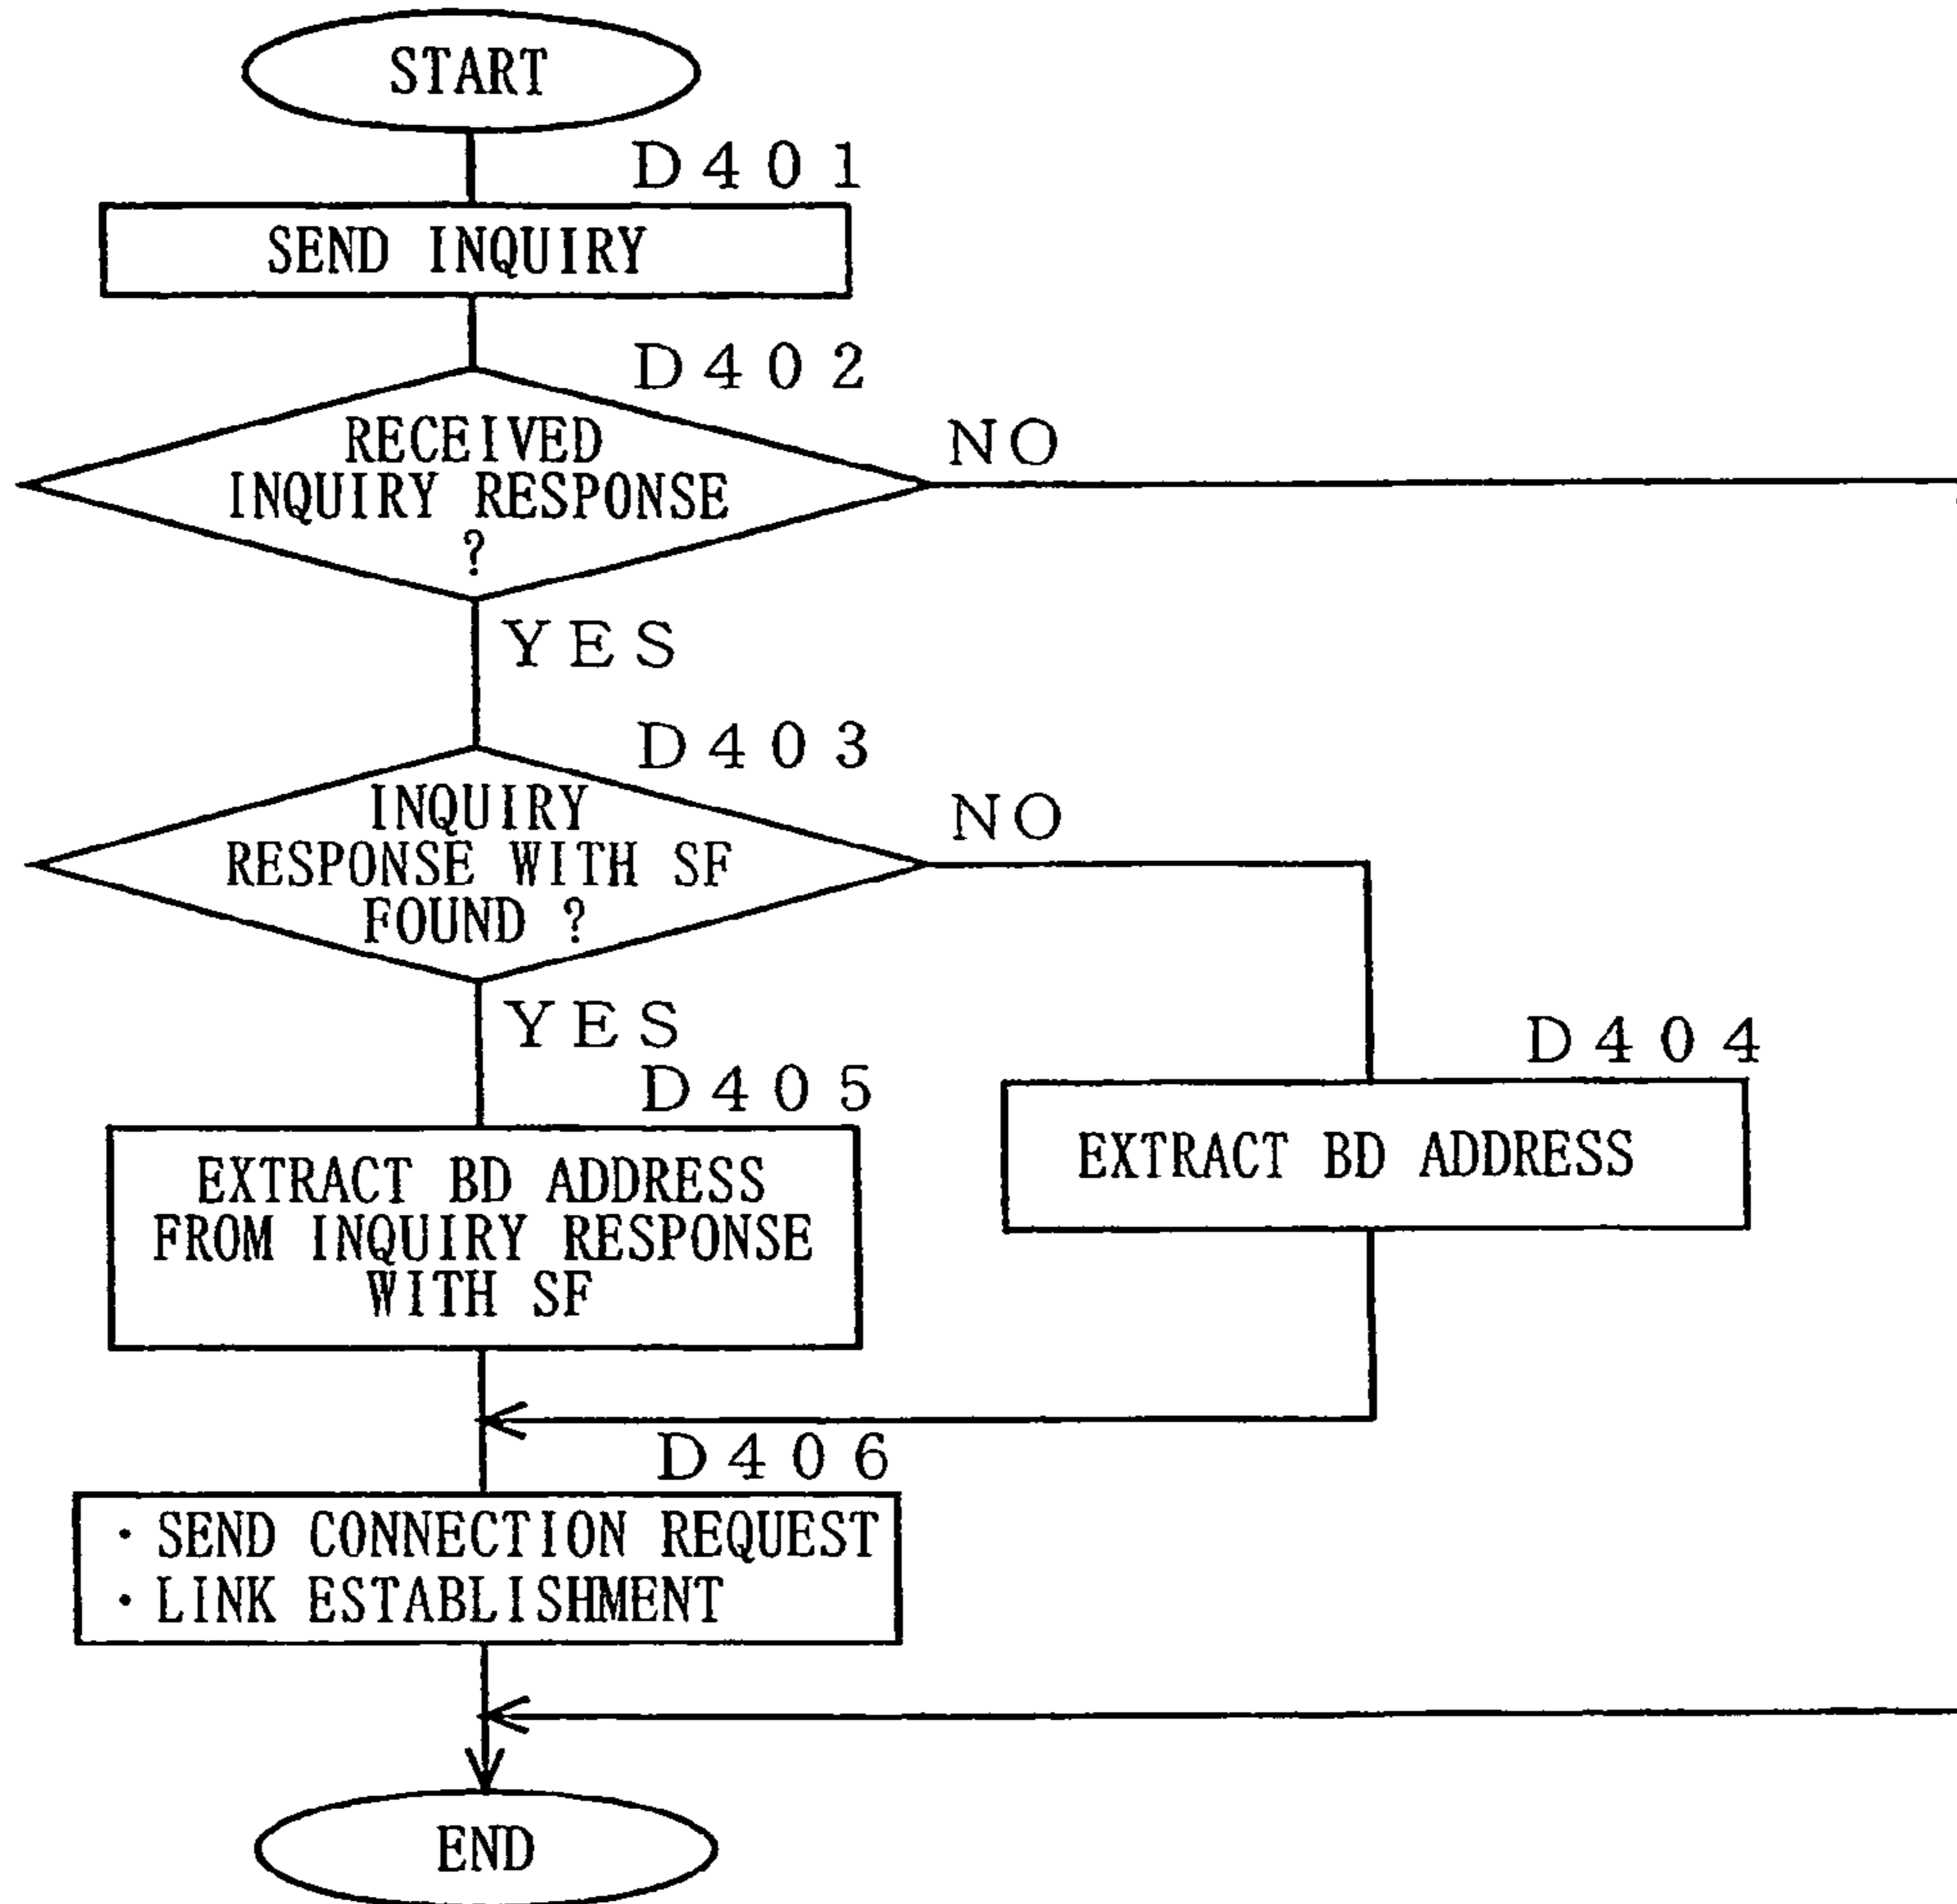 START
D401
SEND INQUIRY
D402
RECEIVED
INQUIRY RESPONSE
?
NO
YES
D403
INQUIRY
RESPONSE WITH SF
FOUND ?
NO
YES
D404
EXTRACT BD ADDRESS
D405
EXTRACT BD ADDRESS
FROM INQUIRY RESPONSE
WITH SF
D406
・SEND CONNECTION REQUEST
・LINK ESTABLISHMENT
END